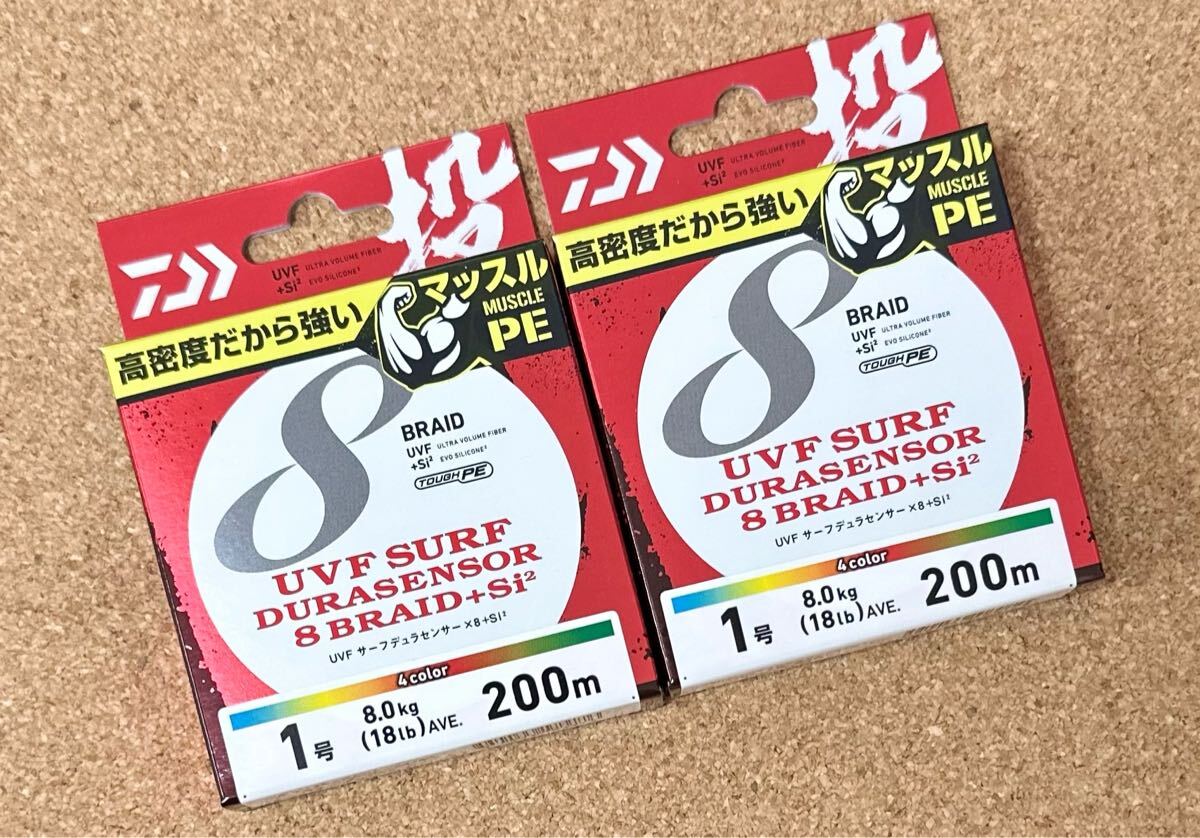 投
UVF ULTRA VOLUME FIBER
+Si² EVO SILICONE²
高密度だから強い
マッスル
MUSCLE
PE
8
BRAID
UVF ULTRA VOLUME FIBER
+Si² EVO SILICONE²
TOUGH PE
UVF SURF
DURASENSOR
8 BRAID+Si²
UVF サーフデュラセンサー×8+Si²
4color
1号
8.0kg
(18lb)AVE.
200m
投
UVF ULTRA VOLUME FIBER
+Si² EVO SILICONE²
高密度だから強い
マッスル
MUSCLE
PE
8
BRAID
UVF ULTRA VOLUME FIBER
+Si² EVO SILICONE²
TOUGH PE
UVF SURF
DURASENSOR
8 BRAID+Si²
UVF サーフデュラセンサー×8+Si²
4color
1号
8.0kg
(18lb)AVE.
200m